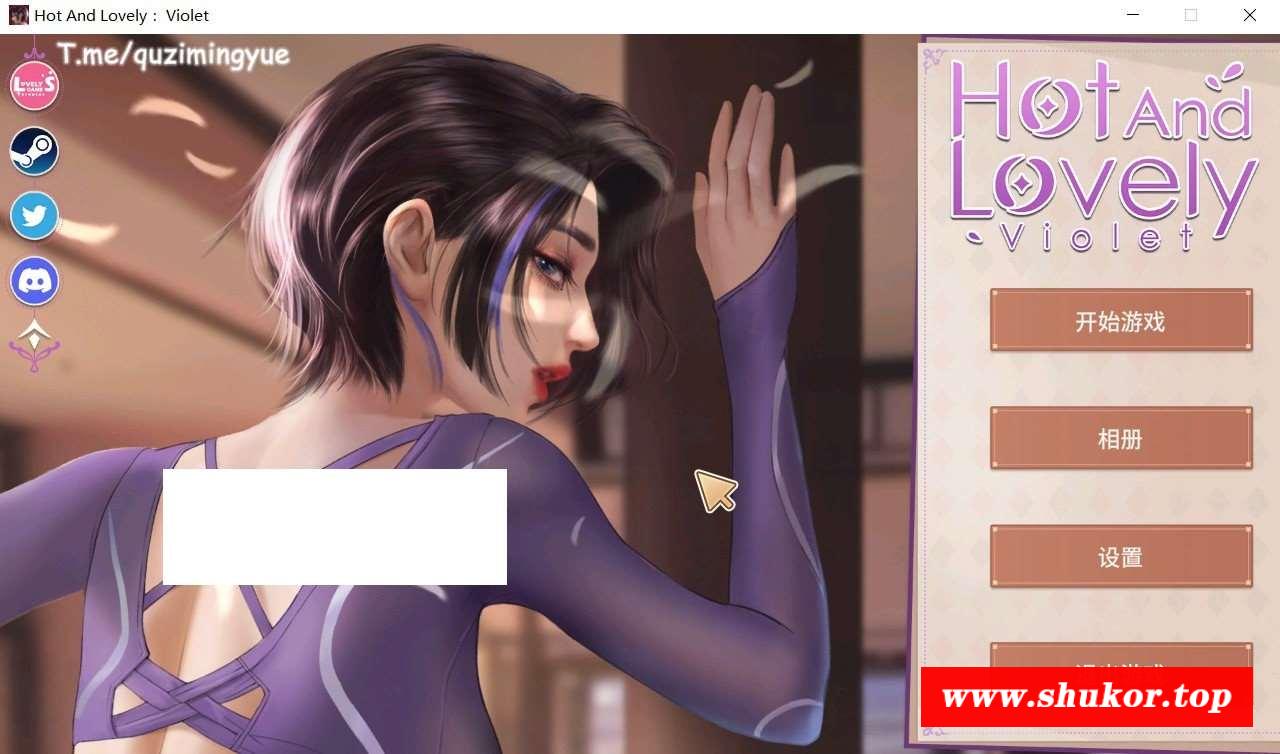 Hot And Lovely : Violet
T.me/quzimingyue
LOVELY GAME'S
STUDIOS
Hot And
Lovely
Violet
开始游戏
相册
设置
www.shukor.top